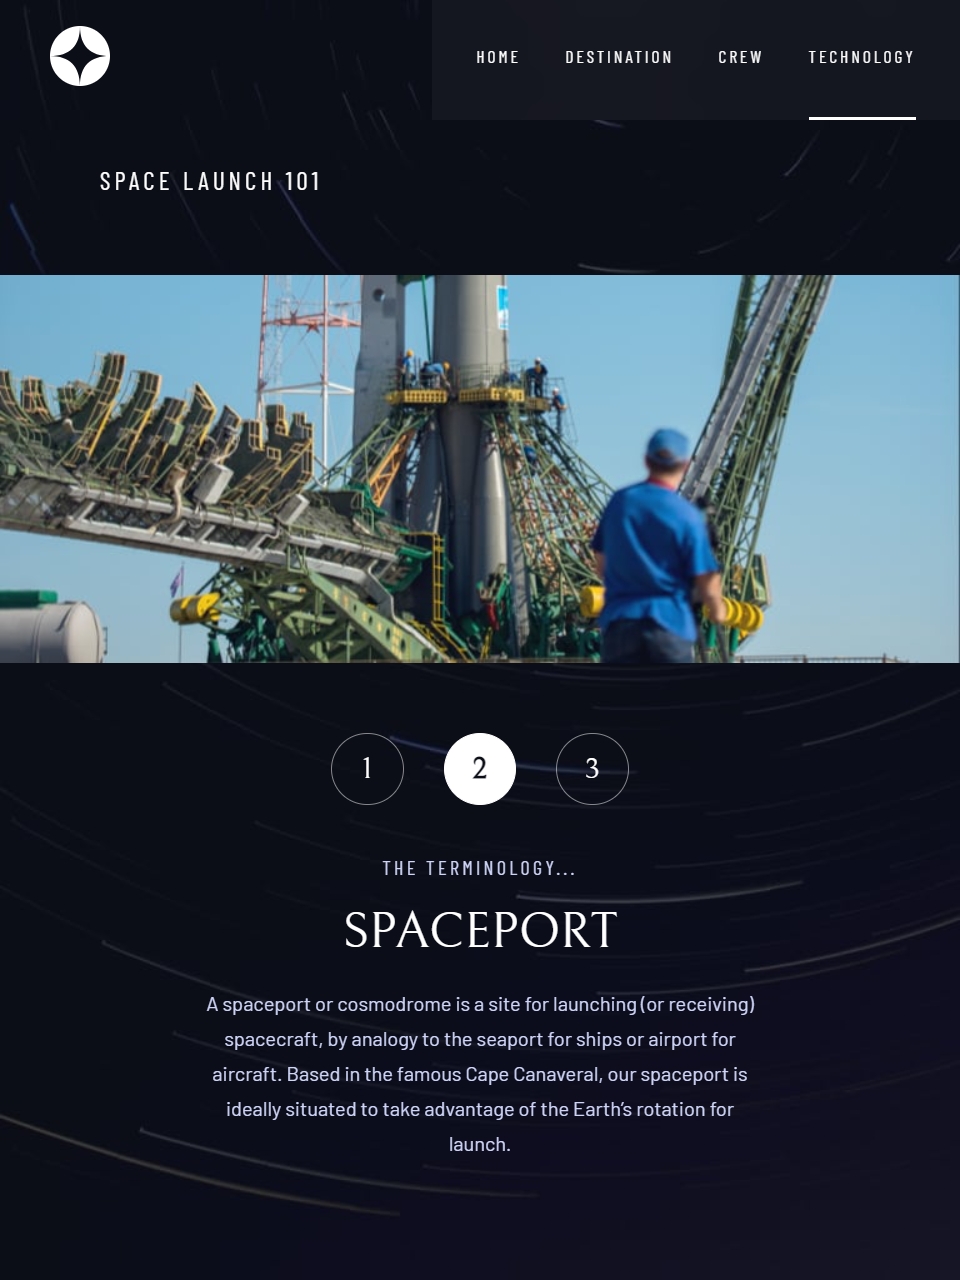 HOME DESTINATION CREW TECHNOLOGY
SPACE LAUNCH 101
1 2 3
THE TERMINOLOGY...
SPACEPORT
A spaceport or cosmodrome is a site for launching (or receiving)
spacecraft, by analogy to the seaport for ships or airport for
aircraft. Based in the famous Cape Canaveral, our spaceport is
ideally situated to take advantage of the Earth’s rotation for
launch.